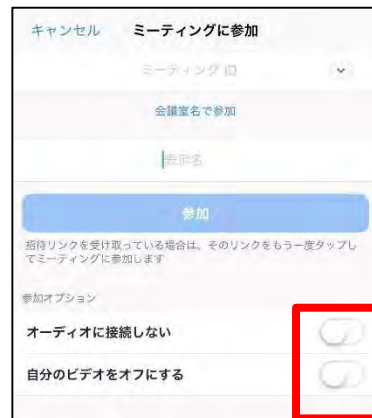 キャンセル ミーティングに参加
ミーティング ID
会議室名で参加
表示名
参加
招待リンクを受け取っている場合は、そのリンクをもう一度タップし
てミーティングに参加します
参加オプション
オーディオに接続しない
自分のビデオをオフにする